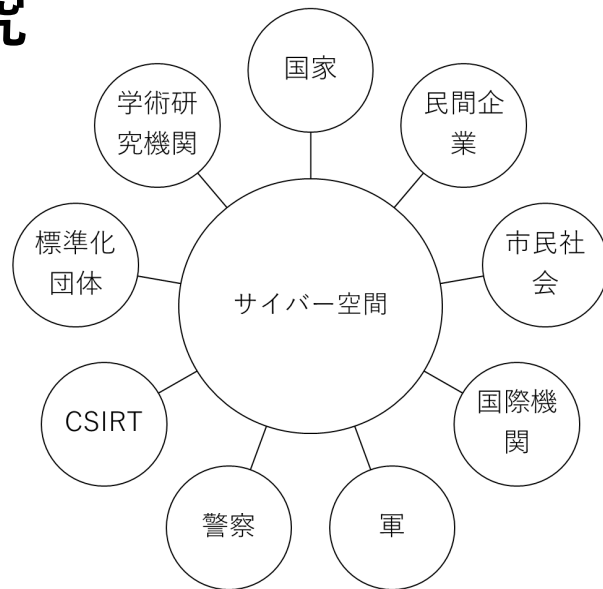 国家
学術研
究機関
民間企
業
標準化
団体
市民社
会
サイバー空間
CSIRT
国際機
関
警察
軍